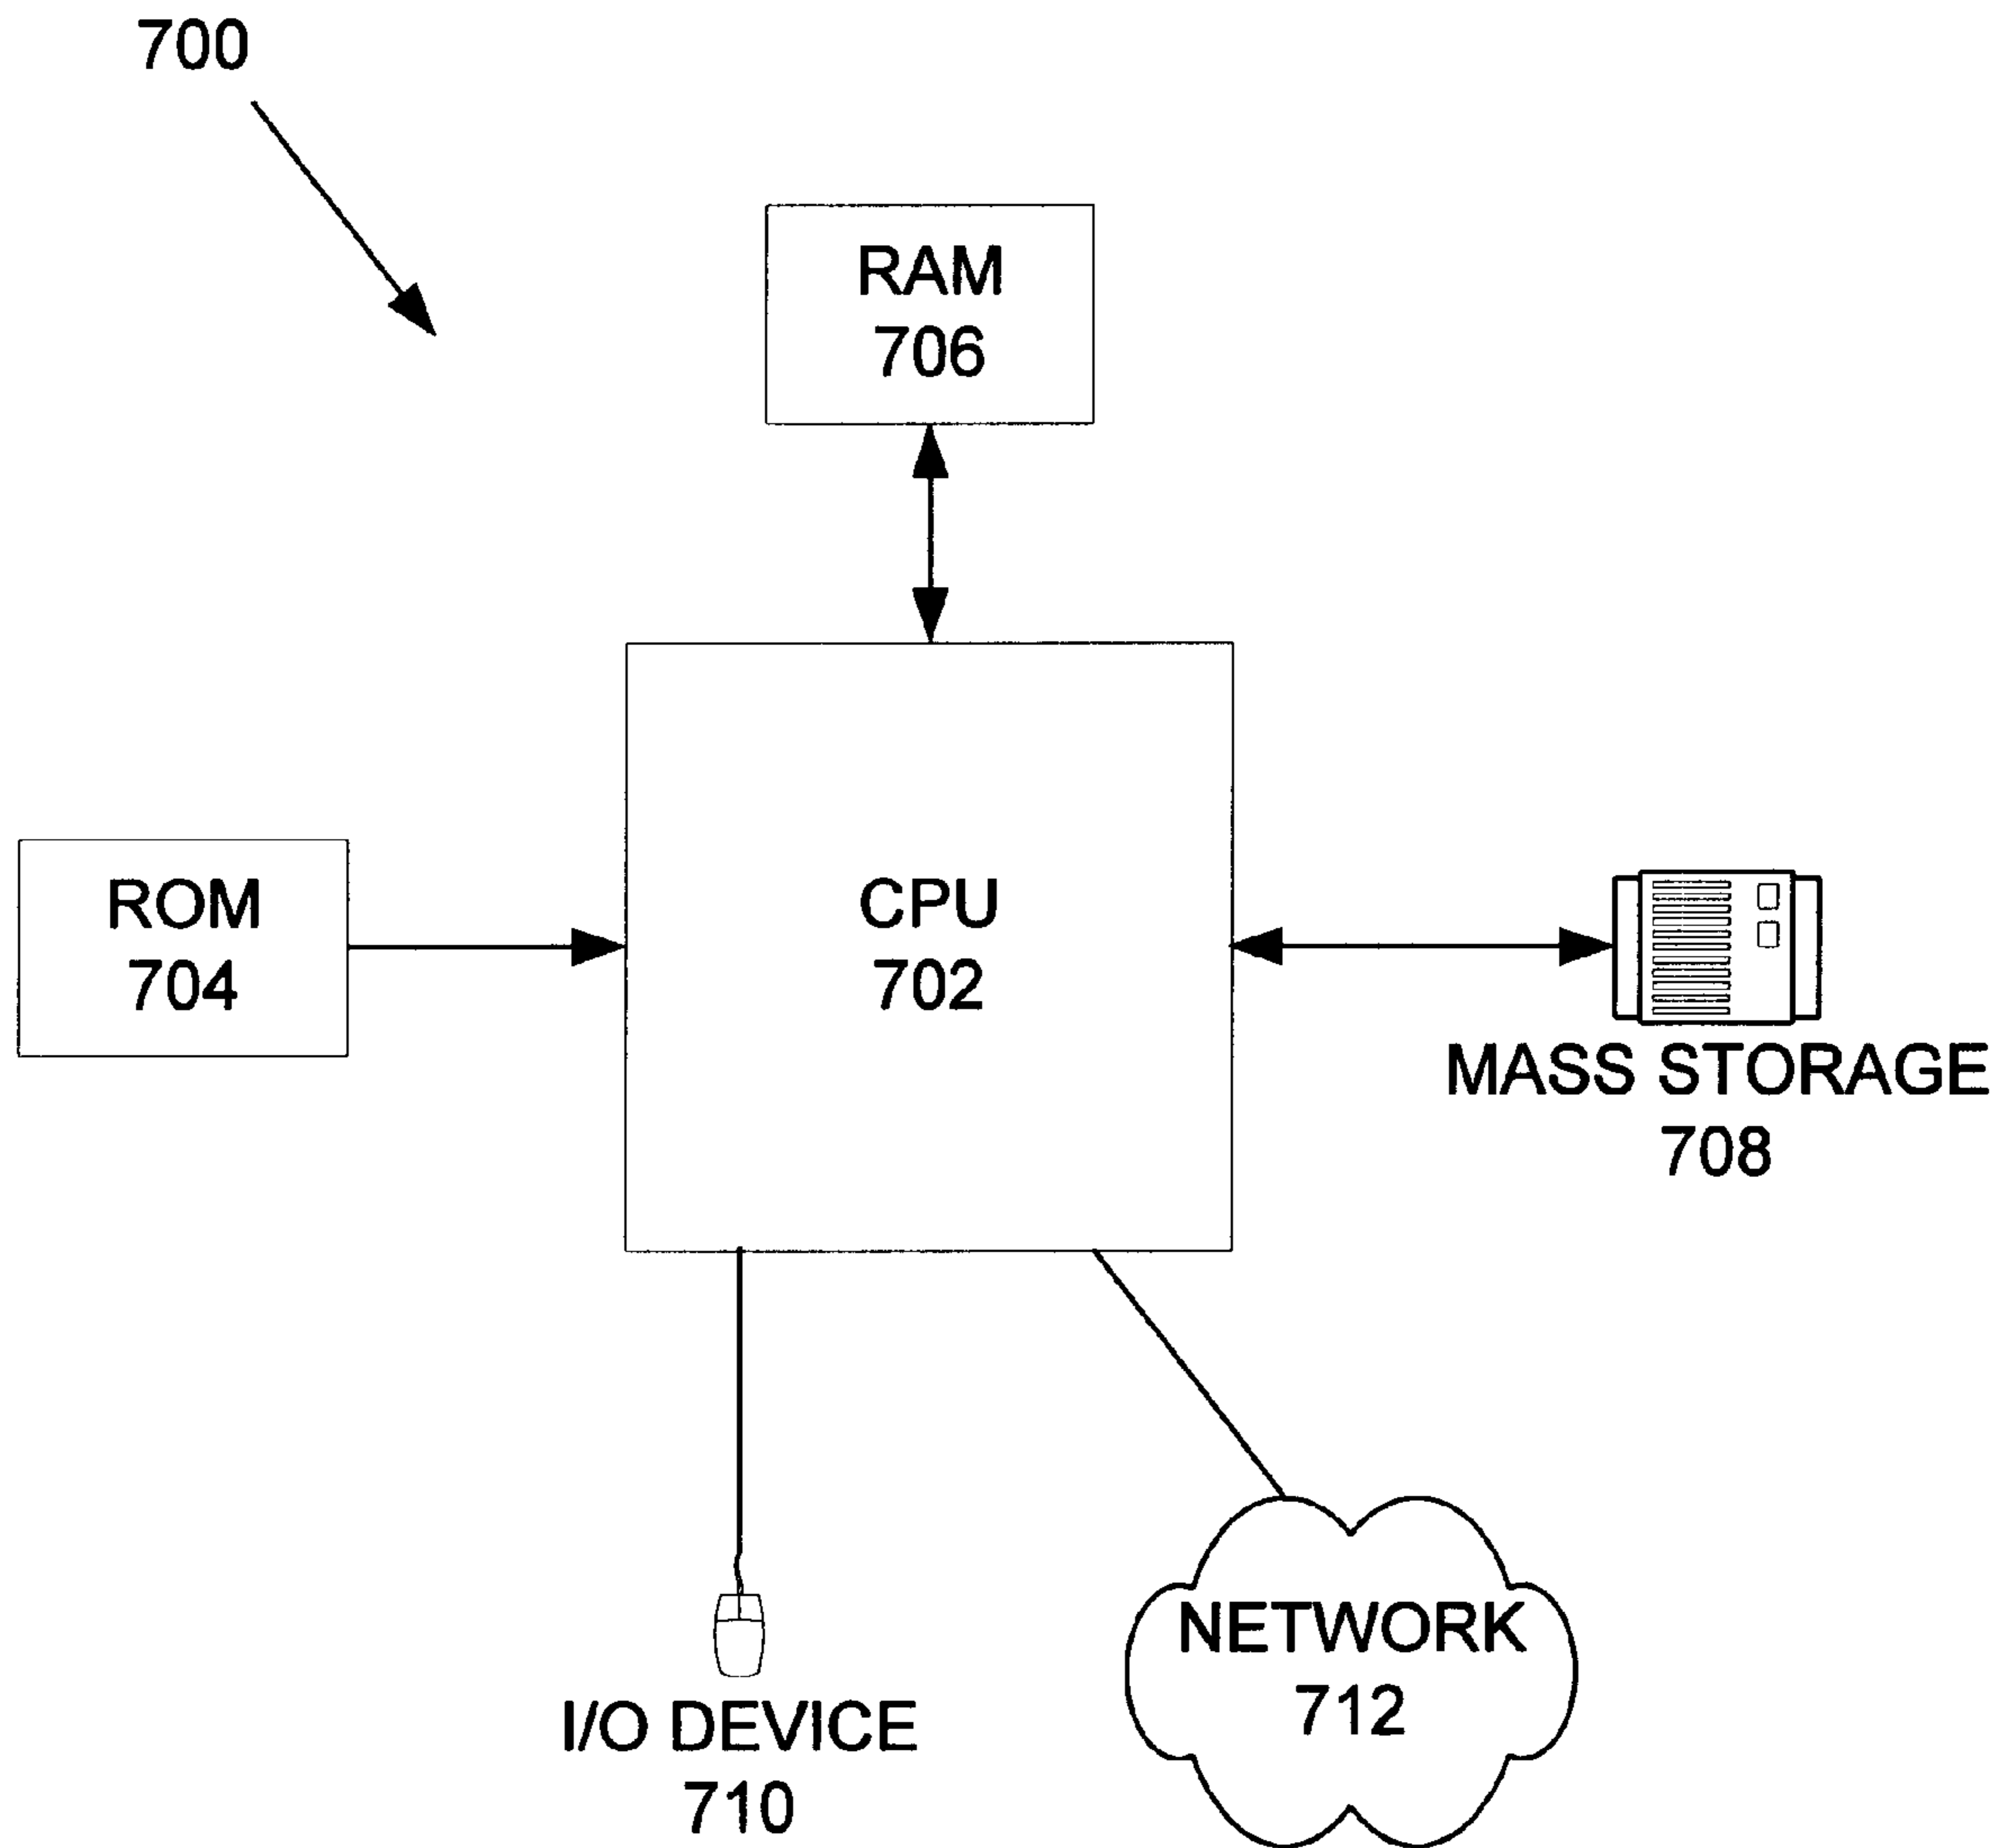 700
RAM
706
ROM
704
CPU
702
MASS STORAGE
708
I/O DEVICE
710
NETWORK
712